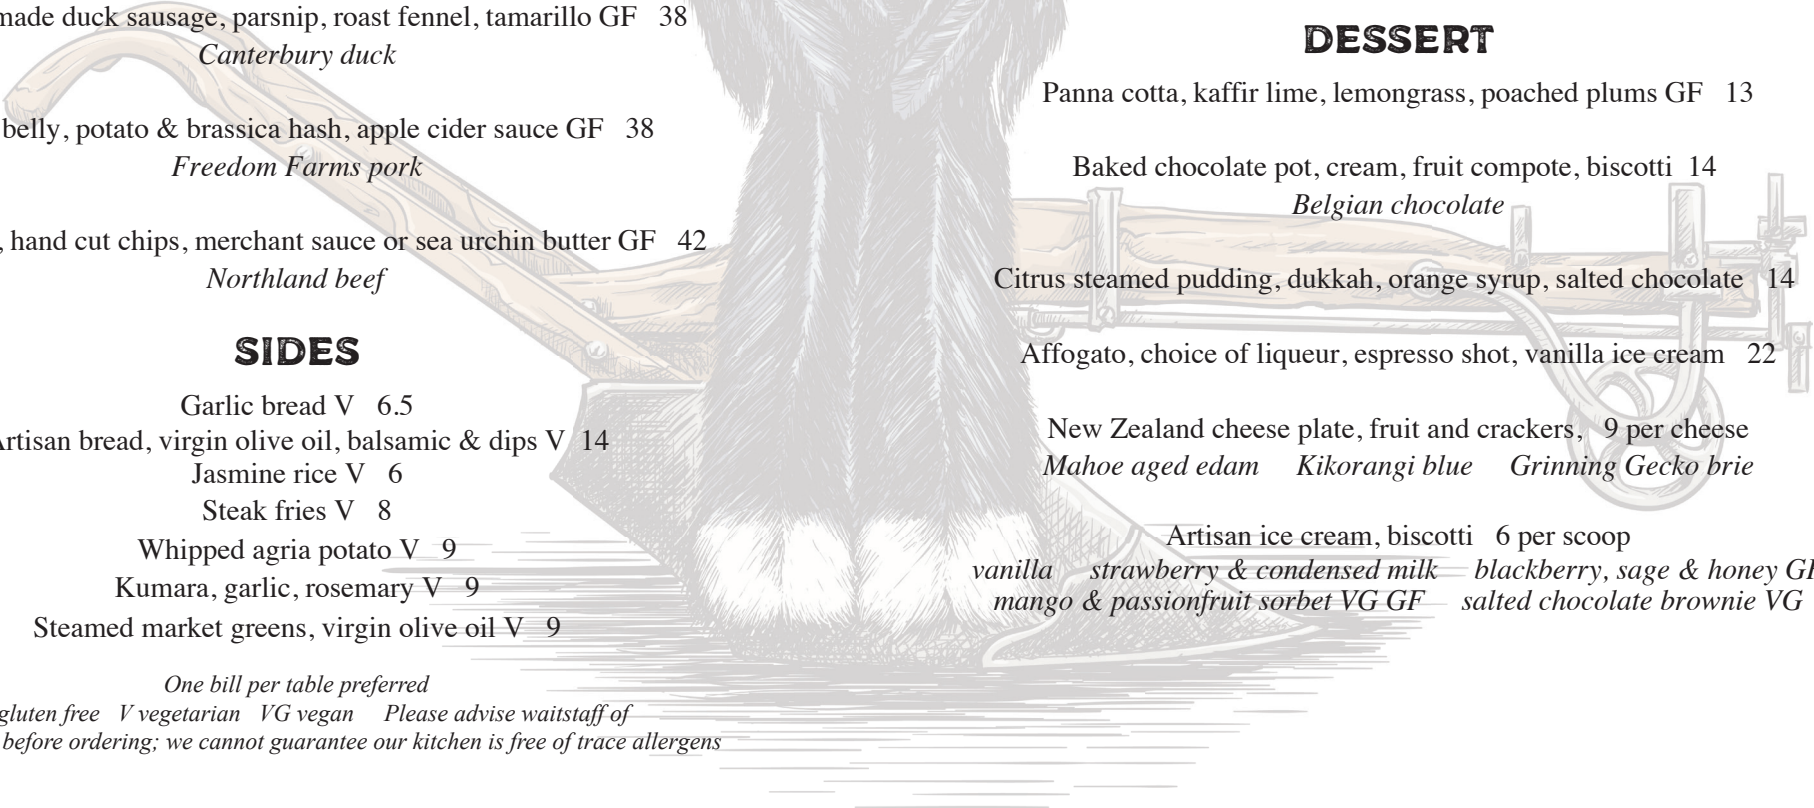 made duck sausage, parsnip, roast fennel, tamarillo GF 38
Canterbury duck
belly, potato & brassica hash, apple cider sauce GF 38
Freedom Farms pork
, hand cut chips, merchant sauce or sea urchin butter GF 42
Northland beef
SIDES
Garlic bread V 6.5
Artisan bread, virgin olive oil, balsamic & dips V 14
Jasmine rice V 6
Steak fries V 8
Whipped agria potato V 9
Kumara, garlic, rosemary V 9
Steamed market greens, virgin olive oil V 9
One bill per table preferred
gluten free V vegetarian VG vegan Please advise waitstaff of
before ordering; we cannot guarantee our kitchen is free of trace allergens
DESSERT
Panna cotta, kaffir lime, lemongrass, poached plums GF 13
Baked chocolate pot, cream, fruit compote, biscotti 14
Belgian chocolate
Citrus steamed pudding, dukkah, orange syrup, salted chocolate 14
Affogato, choice of liqueur, espresso shot, vanilla ice cream 22
New Zealand cheese plate, fruit and crackers, 9 per cheese
Mahoe aged edam Kikorangi blue Grinning Gecko brie
Artisan ice cream, biscotti 6 per scoop
vanilla strawberry & condensed milk blackberry, sage & honey GF
mango & passionfruit sorbet VG GF salted chocolate brownie VG